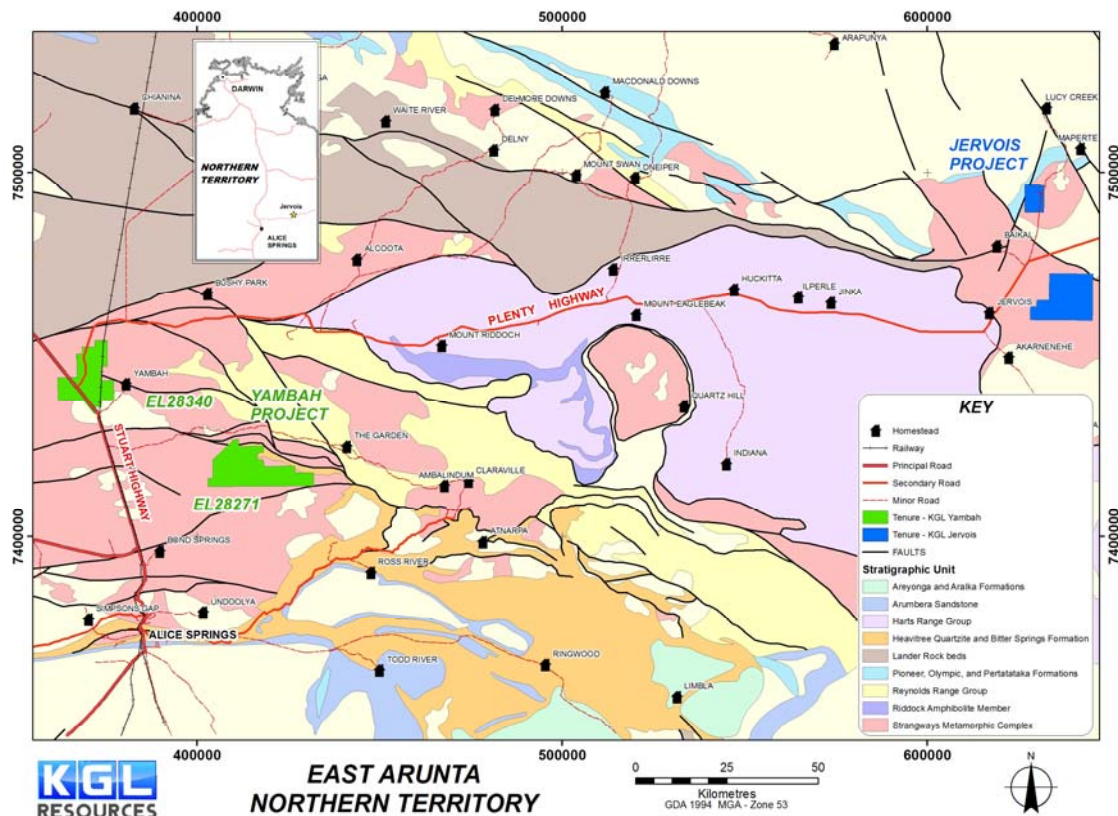 400000
500000
600000
7500000
7400000
7500000
7400000
400000
500000
600000
DARWIN
NORTHERN
TERRITORY
Jervois
ALICE
SPRINGS
CHIANINA
WAITE RIVER
DELMORE DOWNS
DELNY
MACDONALD DOWNS
MOUNT SWAN
ONEIPER
ARAPUNYA
LUCY CREEK
MAPERTE
JERVOIS
PROJECT
BAIKAL
ALCOOTA
BUSHY PARK
IRRERLIRRE
HUCKITTA
ILPERLE
JINKA
MOUNT EAGLEBEAK
PLENTY HIGHWAY
MOUNT RIDDOCH
JERVOIS
AKARNENEHE
YAMBAH
EL28340
YAMBAH
PROJECT
QUARTZ HILL
STUART HIGHWAY
THE GARDEN
INDIANA
CLARAVILLE
AMBALINDUM
EL28271
ATNARPA
BOND SPRINGS
ROSS RIVER
SIMPSONS GAP
UNDOOLYA
ALICE SPRINGS
TODD RIVER
RINGWOOD
LIMBLA
KEY
Homestead
Railway
Principal Road
Secondary Road
Minor Road
Tenure - KGL Yambah
Tenure - KGL Jervois
FAULTS
Stratigraphic Unit
Areyonga and Aralka Formations
Arumbera Sandstone
Harts Range Group
Heavitree Quartzite and Bitter Springs Formation
Lander Rock beds
Pioneer, Olympic, and Pertatataka Formations
Reynolds Range Group
Riddock Amphibolite Member
Strangways Metamorphic Complex
KGL
RESOURCES
EAST ARUNTA
NORTHERN TERRITORY
0 25 50
Kilometres
GDA 1994 MGA - Zone 53
N